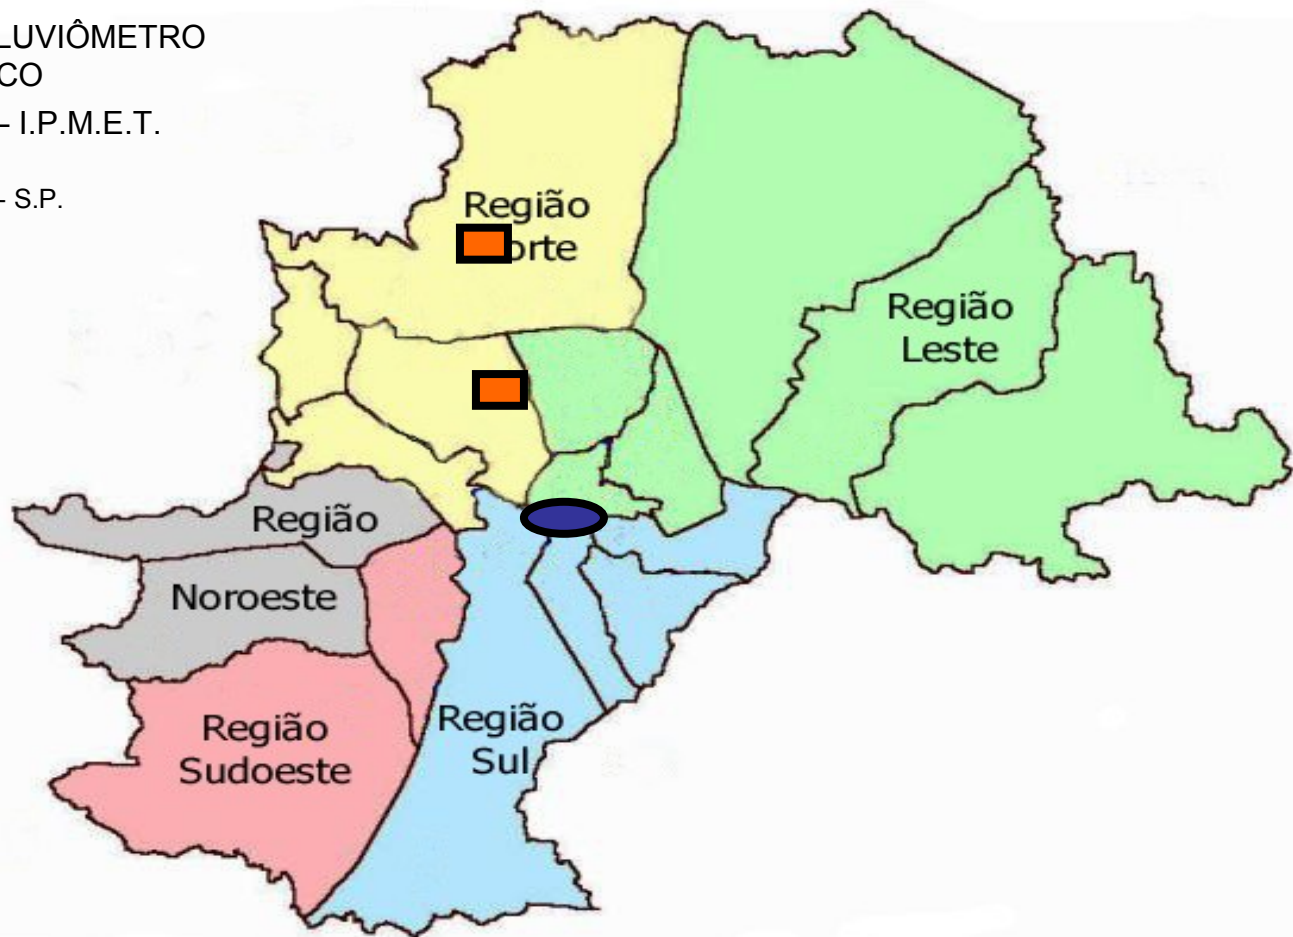 LUVIÔMETRO
CO
- I.P.M.E.T.
- S.P.
Região
orte
Região
Leste
Região
Noroeste
Região
Sudoeste
Região
Sul